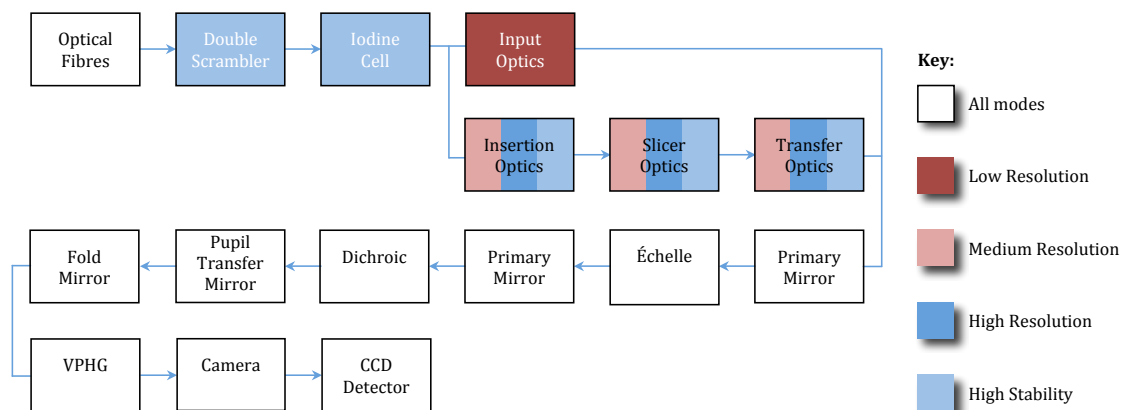 Optical
Fibres
Double
Scrambler
Iodine
Cell
Input
Optics
Insertion
Optics
Slicer
Optics
Transfer
Optics
Fold
Mirror
Pupil
Transfer
Mirror
Dichroic
Primary
Mirror
Échelle
Primary
Mirror
VPHG
Camera
CCD
Detector
Key:
All modes
Low Resolution
Medium Resolution
High Resolution
High Stability